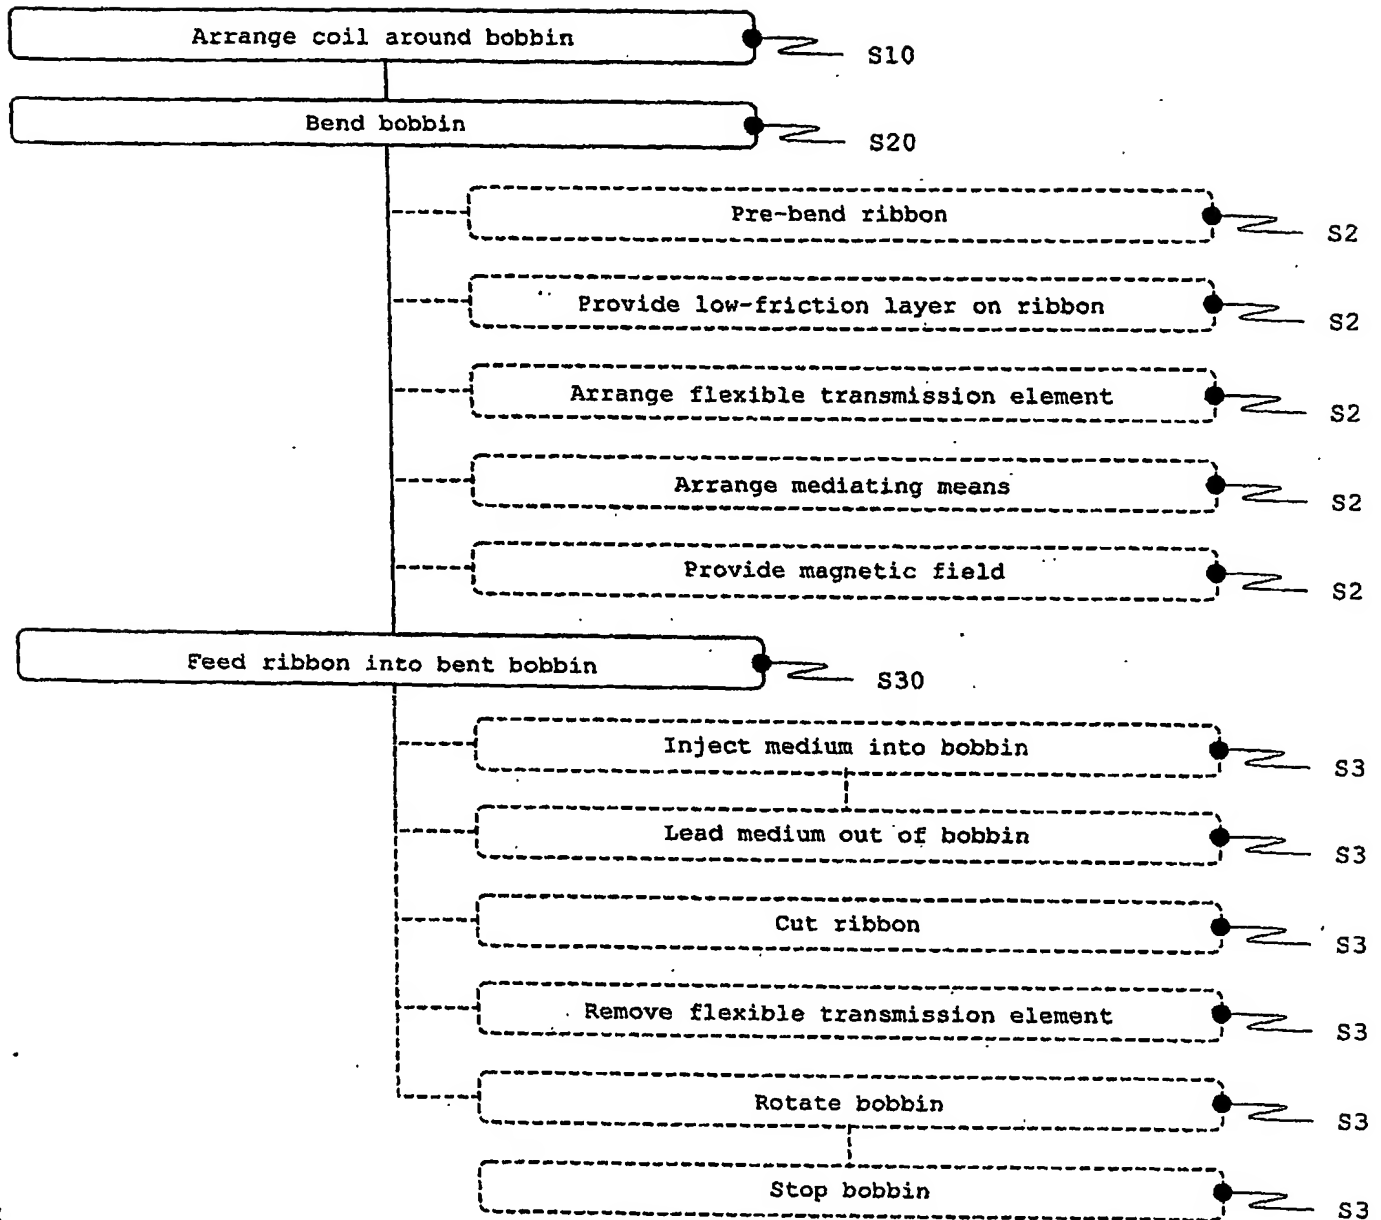 Arrange coil around bobbin
S10
Bend bobbin
S20
Pre-bend ribbon
S2
Provide low-friction layer on ribbon
S2
Arrange flexible transmission element
S2
Arrange mediating means
S2
Provide magnetic field
S2
Feed ribbon into bent bobbin
S30
Inject medium into bobbin
S3
Lead medium out of bobbin
S3
Cut ribbon
S3
Remove flexible transmission element
S3
Rotate bobbin
S3
Stop bobbin
S3